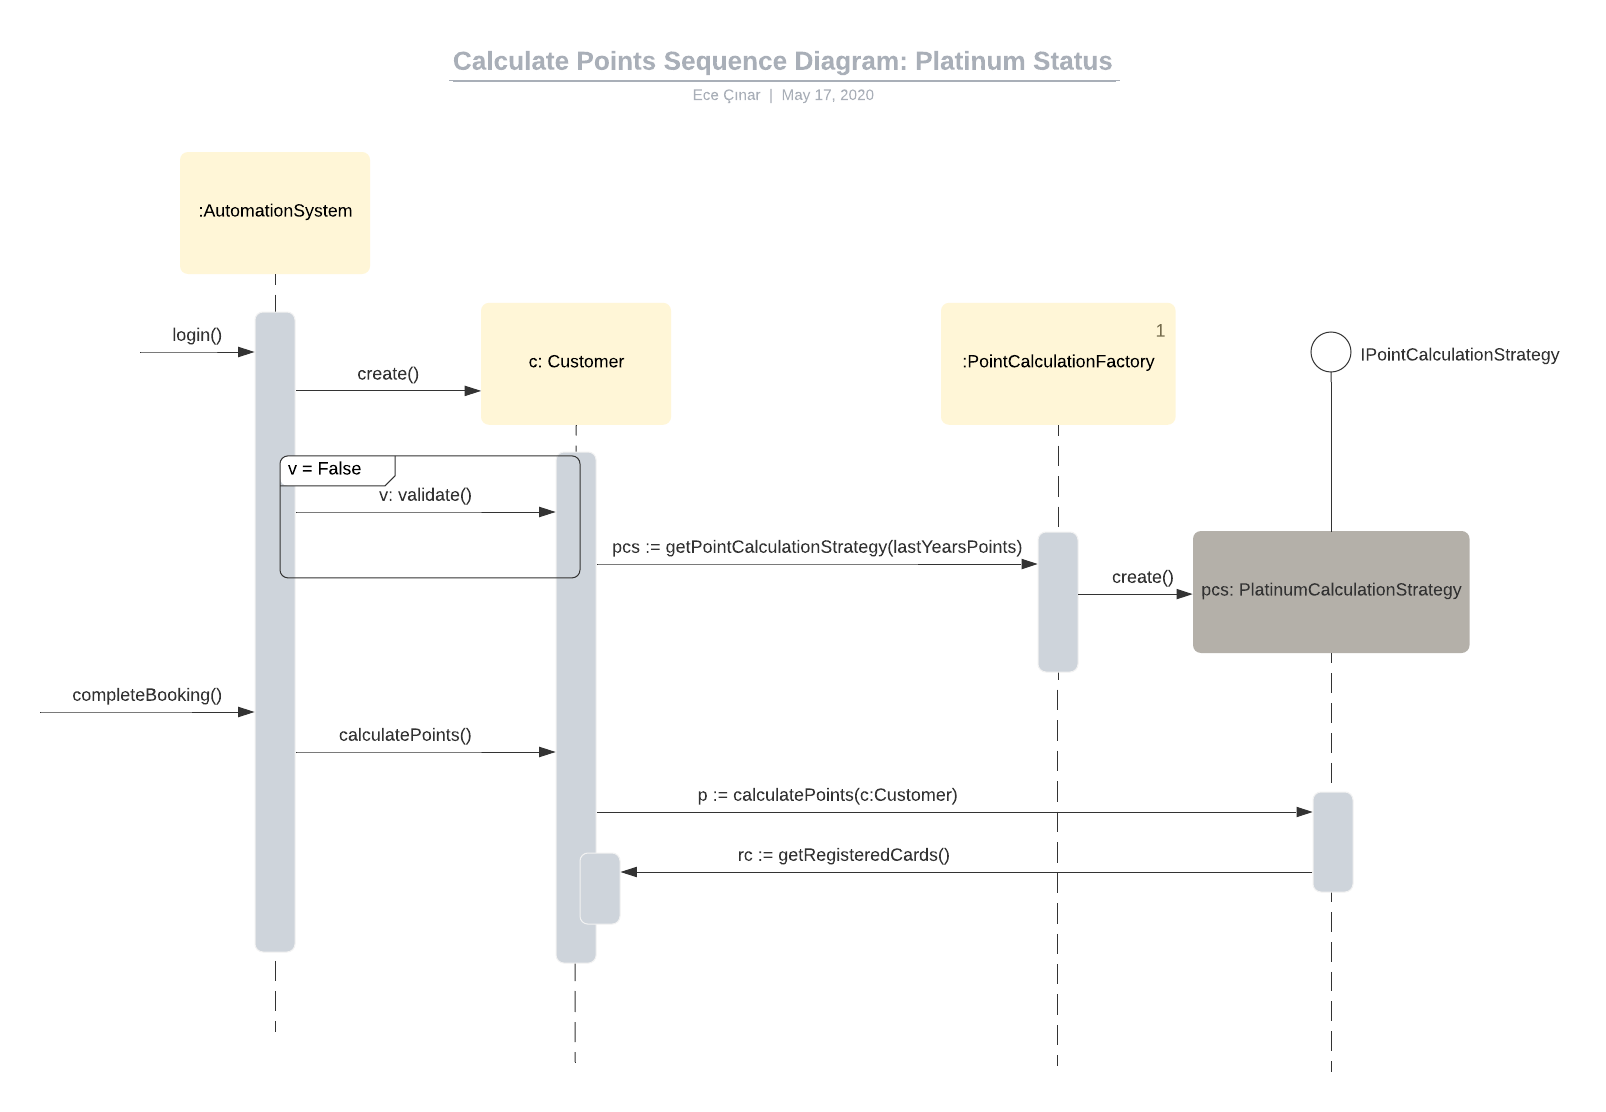 Calculate Points Sequence Diagram: Platinum Status
Ece Çınar | May 17, 2020
:AutomationSystem
login()
create()
c: Customer
1
:PointCalculationFactory
IPointCalculationStrategy
v = False
v: validate()
pcs := getPointCalculationStrategy(lastYearsPoints)
create()
pcs: PlatinumCalculationStrategy
completeBooking()
calculatePoints()
p := calculatePoints(c:Customer)
rc := getRegisteredCards()